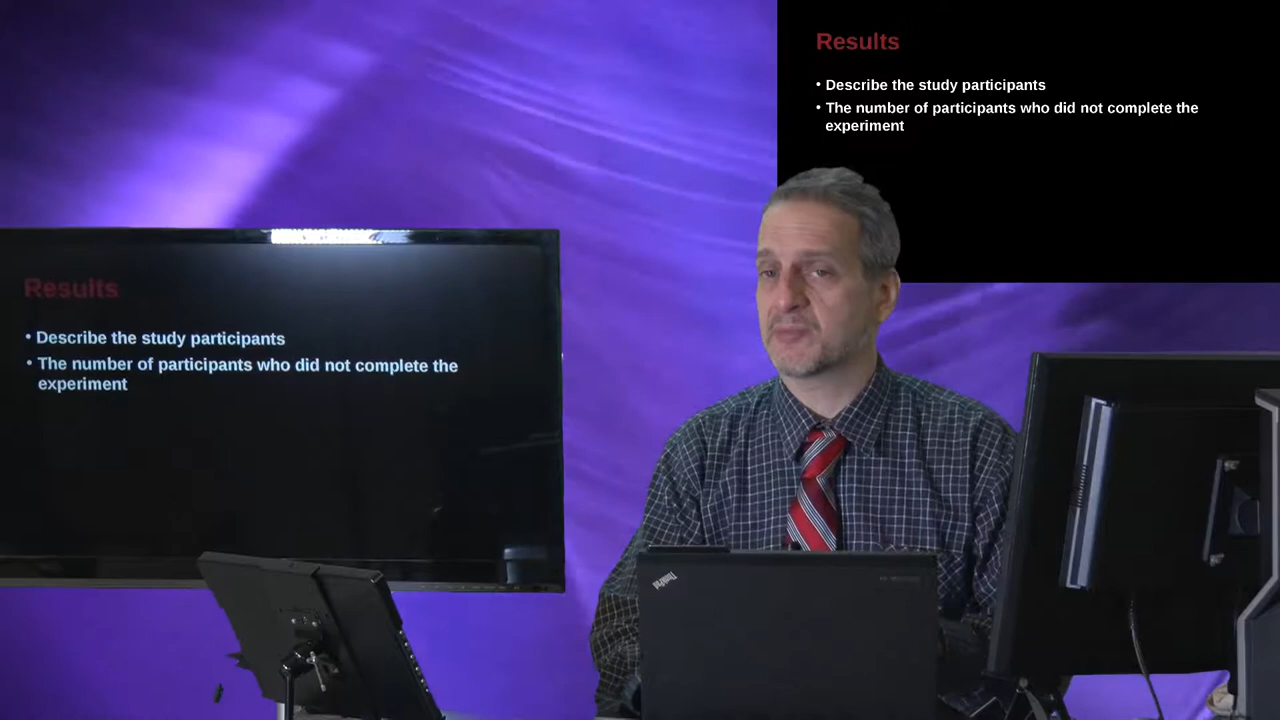 Results
• Describe the study participants
• The number of participants who did not complete the
experiment
Results
• Describe the study participants
• The number of participants who did not complete the
experiment
ThinkPad